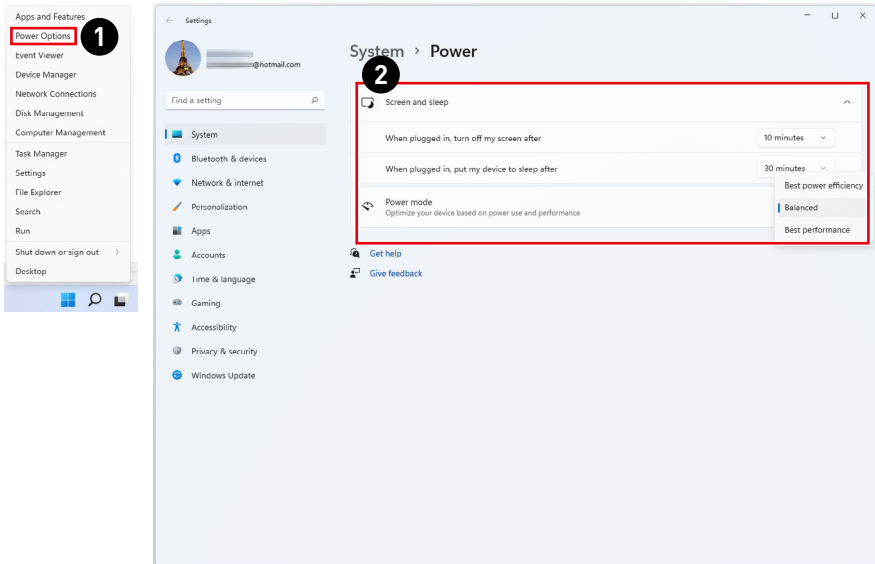 Apps and Features
Power Options
1
Event Viewer
Device Manager
Network Connections
Disk Management
Computer Management
Task Manager
Settings
File Explorer
Search
Run
Shut down or sign out
Desktop
Settings
@hotmail.com
Find a setting
System
Bluetooth & devices
Network & internet
Personalization
Apps
Accounts
Time & language
Gaming
Accessibility
Privacy & security
Windows Update
System > Power
2
Screen and sleep
When plugged in, turn off my screen after 10 minutes
When plugged in, put my device to sleep after 30 minutes
Power mode
Optimize your device based on power use and performance
Best power efficiency
Balanced
Best performance
Get help
Give feedback